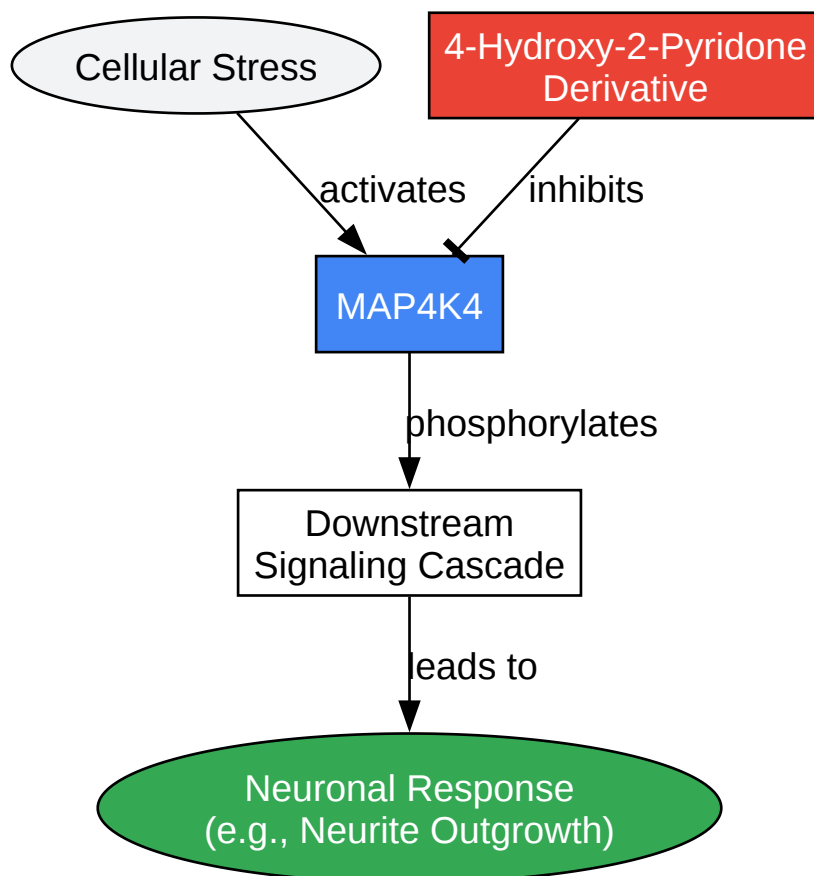 Cellular Stress
4-Hydroxy-2-Pyridone
Derivative
activates
inhibits
MAP4K4
phosphorylates
Downstream
Signaling Cascade
leads to
Neuronal Response
(e.g., Neurite Outgrowth)